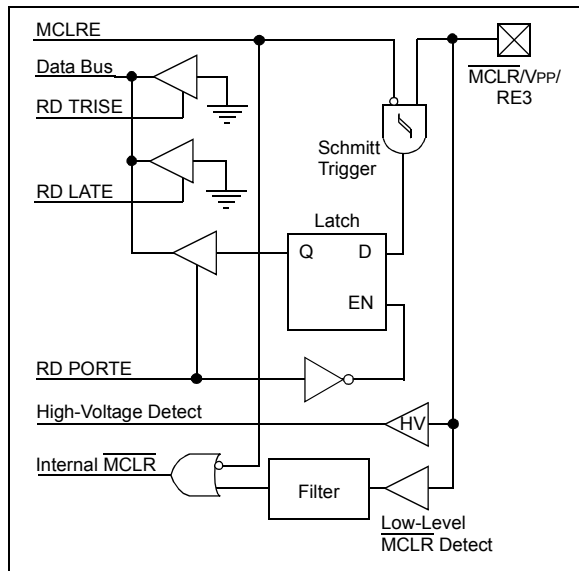 MCLRE
Data Bus
RD TRISE
MCLR/VPP/
RE3
Schmitt
Trigger
RD LATE
Latch
Q D
EN
RD PORTE
High-Voltage Detect
HV
Internal MCLR
Filter
Low-Level
MCLR Detect